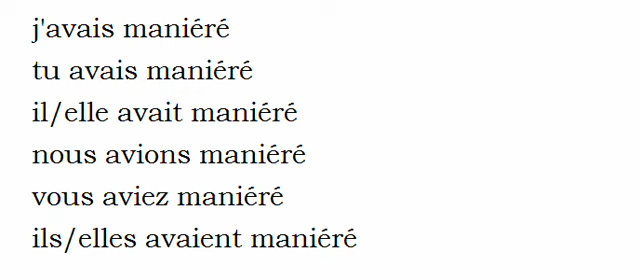 j'avais maniéré
tu avais maniéré
il/elle avait maniéré
nous avions maniéré
vous aviez maniéré
ils/elles avaient maniéré